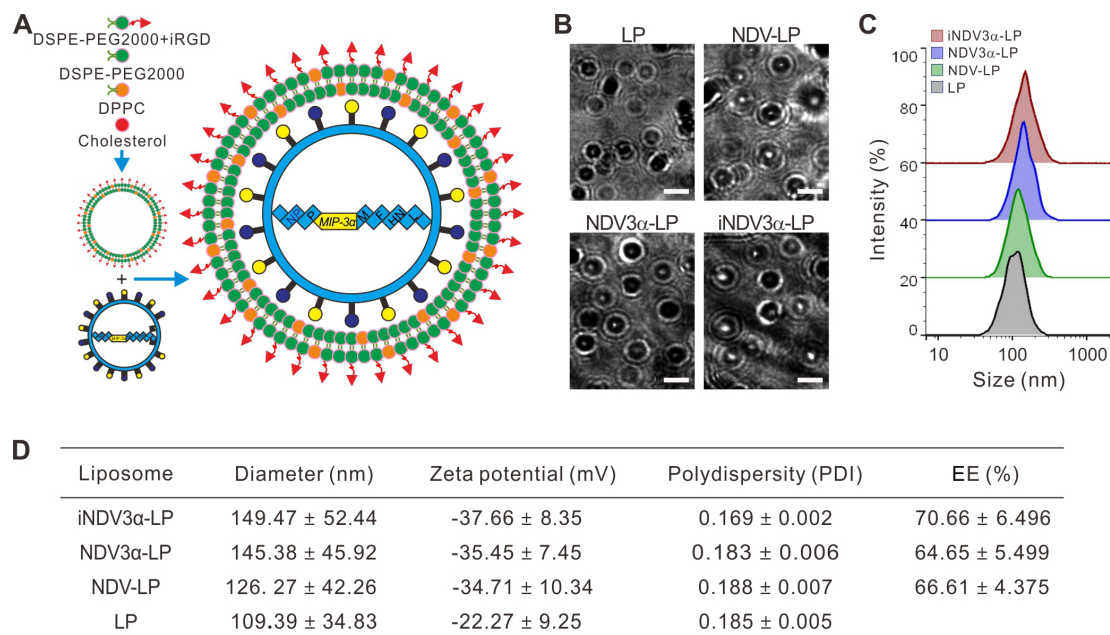 A
DSPE-PEG2000+iRGD
DSPE-PEG2000
DPPC
Cholesterol
+
NP P MIP-3α M F HN L
MIP-3α
B
LP
NDV-LP
NDV3α-LP
iNDV3α-LP
C
iNDV3α-LP
NDV3α-LP
NDV-LP
LP
100
80
60
40
20
0
Intensity (%)
10 100 1000
Size (nm)
D
Liposome Diameter (nm) Zeta potential (mV) Polydispersity (PDI) EE (%)
iNDV3α-LP 149.47 ± 52.44 -37.66 ± 8.35 0.169 ± 0.002 70.66 ± 6.496
NDV3α-LP 145.38 ± 45.92 -35.45 ± 7.45 0.183 ± 0.006 64.65 ± 5.499
NDV-LP 126. 27 ± 42.26 -34.71 ± 10.34 0.188 ± 0.007 66.61 ± 4.375
LP 109.39 ± 34.83 -22.27 ± 9.25 0.185 ± 0.005